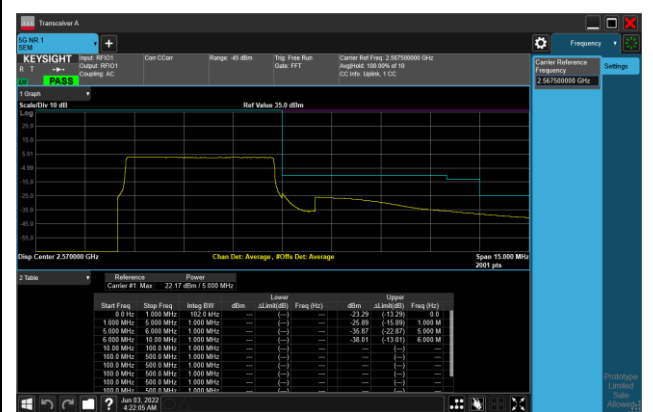 Transceiver A
5G NR 1
SEM
Frequency
KEYSIGHT
Input: RFIO1
Output: RFIO1
Coupling: AC
Corr CCorr
Range: -45 dBm
Trig: Free Run
Gate: FFT
Carrier Ref Freq: 2.567500000 GHz
Avg|Hold: 100.00% of 10
CC Info: Uplink, 1 CC
R T
PASS
Carrier Reference
Frequency
2.567500000 GHz
Settings
1 Graph
Scale/Div 10 dB
Ref Value 35.0 dBm
Log
25.0
15.0
5.01
-4.99
-15.0
-25.0
-35.0
-45.0
-55.0
Disp Center 2.570000 GHz
Chan Det: Average , #Offs Det: Average
Span 15.000 MHz
2001 pts
2 Table
Reference Power
Carrier #1 Max 22.17 dBm / 5.000 MHz
Lower Upper
Start Freq Stop Freq Integ BW dBm ΔLimit(dB) Freq (Hz) dBm ΔLimit(dB) Freq (Hz)
0.0 Hz 1.000 MHz 102.0 kHz --- (---) --- -23.29 (-13.29) 0.0
1.000 MHz 5.000 MHz 1.000 MHz --- (---) --- -25.89 (-15.89) 1.000 M
5.000 MHz 6.000 MHz 1.000 MHz --- (---) --- -35.87 (-22.87) 5.000 M
6.000 MHz 10.00 MHz 1.000 MHz --- (---) --- -38.01 (-13.01) 6.000 M
10.00 MHz 100.0 MHz 1.000 MHz --- (---) --- --- (---) ---
100.0 MHz 500.0 MHz 1.000 MHz --- (---) --- --- (---) ---
100.0 MHz 500.0 MHz 1.000 MHz --- (---) --- --- (---) ---
100.0 MHz 500.0 MHz 1.000 MHz --- (---) --- --- (---) ---
100.0 MHz 500.0 MHz 1.000 MHz --- (---) --- --- (---) ---
Prototype
Limited
Sale
Allowed
Jun 03, 2022
4:22:05 AM